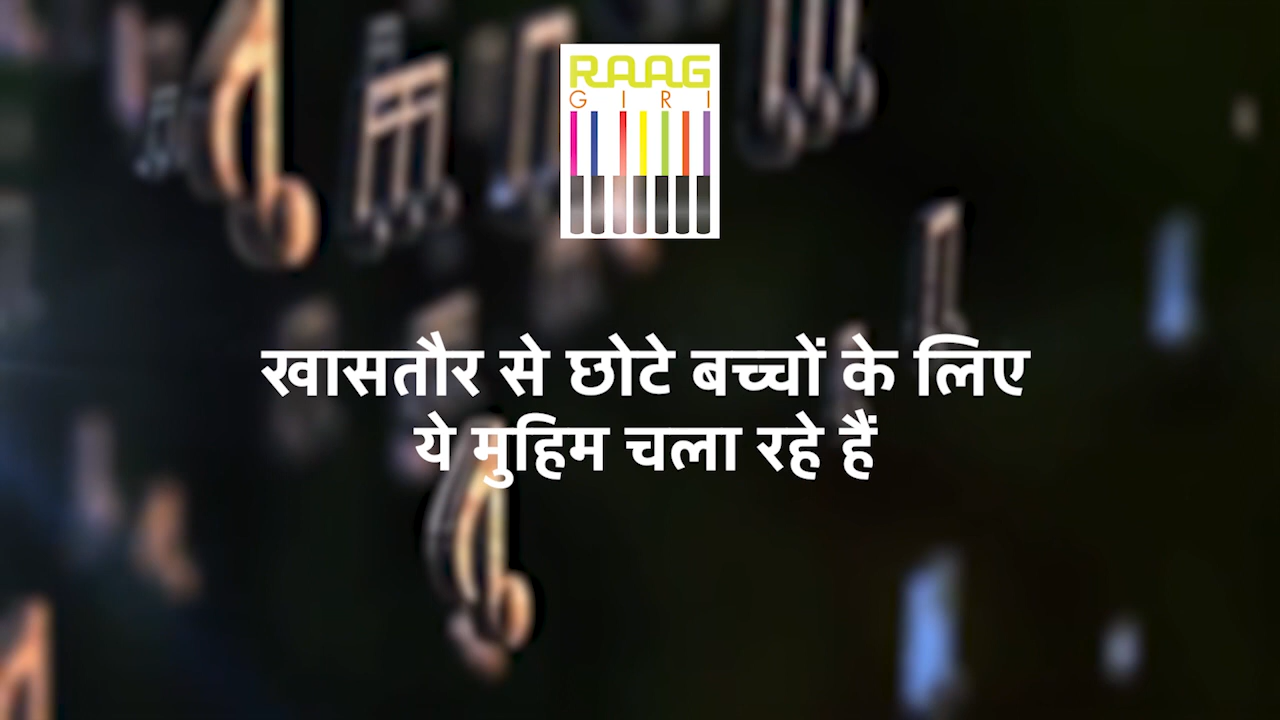 RAAG
GIRI
खासतौर से छोटे बच्चों के लिए
ये मुहिम चला रहे हैं